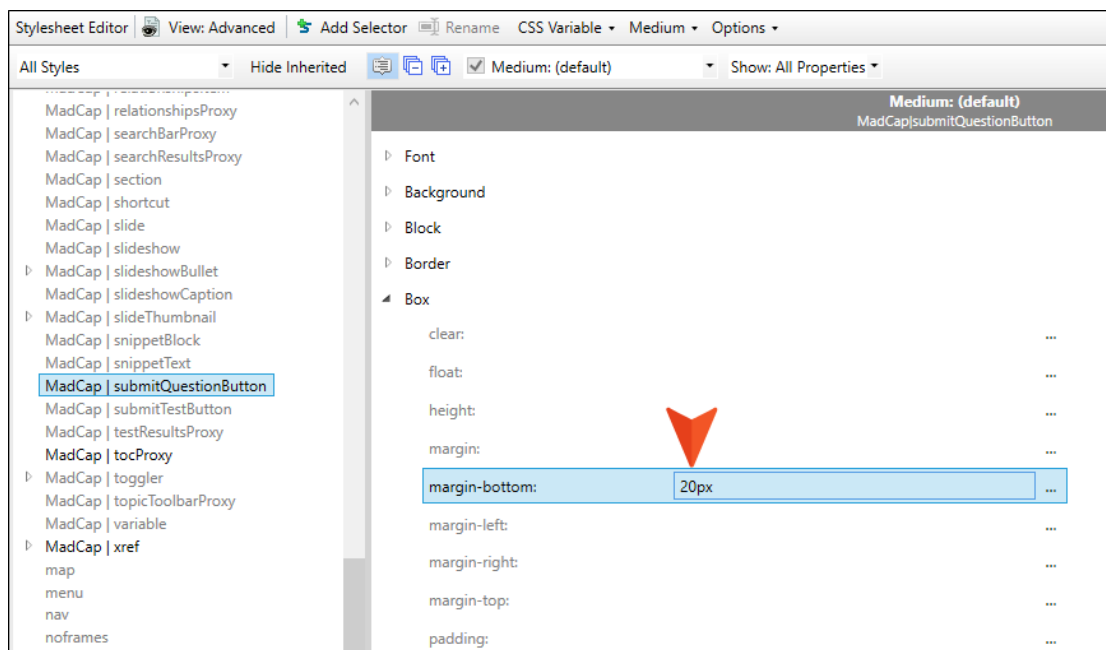 Stylesheet Editor View: Advanced Add Selector Rename CSS Variable Medium Options
All Styles Hide Inherited Medium: (default) Show: All Properties
MadCap | relationshipsProxy
MadCap | searchBarProxy
MadCap | searchResultsProxy
MadCap | section
MadCap | shortcut
MadCap | slide
MadCap | slideshow
MadCap | slideshowBullet
MadCap | slideshowCaption
MadCap | slideThumbnail
MadCap | snippetBlock
MadCap | snippetText
MadCap | submitQuestionButton
MadCap | submitTestButton
MadCap | testResultsProxy
MadCap | tocProxy
MadCap | toggler
MadCap | topicToolbarProxy
MadCap | variable
MadCap | xref
map
menu
nav
noframes
Medium: (default)
MadCap|submitQuestionButton
Font
Background
Block
Border
Box
clear: ...
float: ...
height: ...
margin: ...
margin-bottom: 20px ...
margin-left: ...
margin-right: ...
margin-top: ...
padding: ...